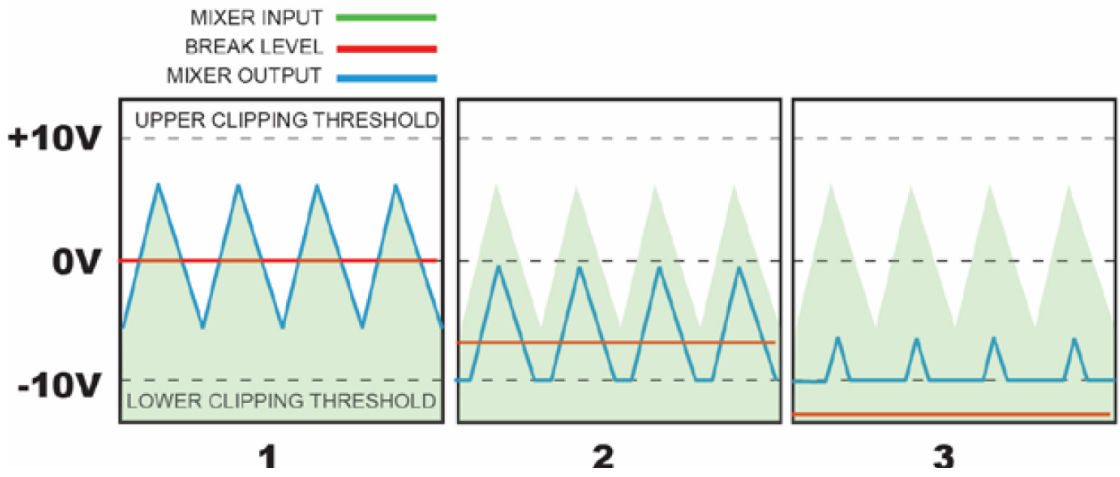 MIXER INPUT
BREAK LEVEL
MIXER OUTPUT
UPPER CLIPPING THRESHOLD
+10V
0V
-10V
LOWER CLIPPING THRESHOLD
1 2 3